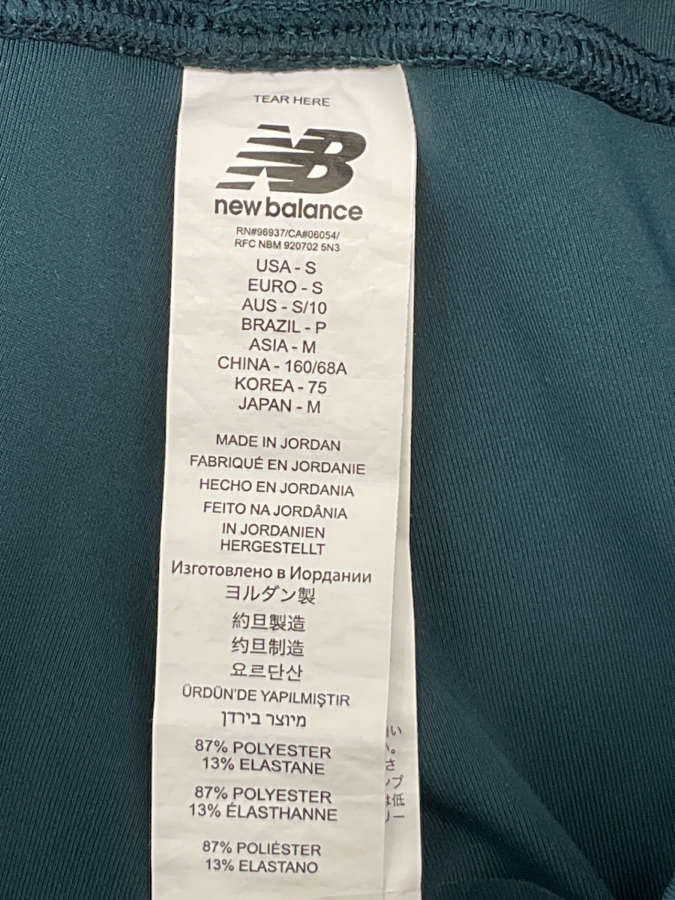 TEAR HERE
NB
new balance
RN#96937/CA#06054/
RFC NBM 920702 5N3
USA - S
EURO - S
AUS - S/10
BRAZIL - P
ASIA - M
CHINA - 160/68A
KOREA - 75
JAPAN - M
MADE IN JORDAN
FABRIQUÉ EN JORDANIE
HECHO EN JORDANIA
FEITO NA JORDÂNIA
IN JORDANIEN
HERGESTELLT
Изготовлено в Иордании
ヨルダン製
約旦製造
约旦制造
요르단산
ÜRDÜN'DE YAPILMIŞTIR
מיוצר בירדן
87% POLYESTER
13% ELASTANE
87% POLYESTER
13% ÉLASTHANNE
87% POLIÉSTER
13% ELASTANO